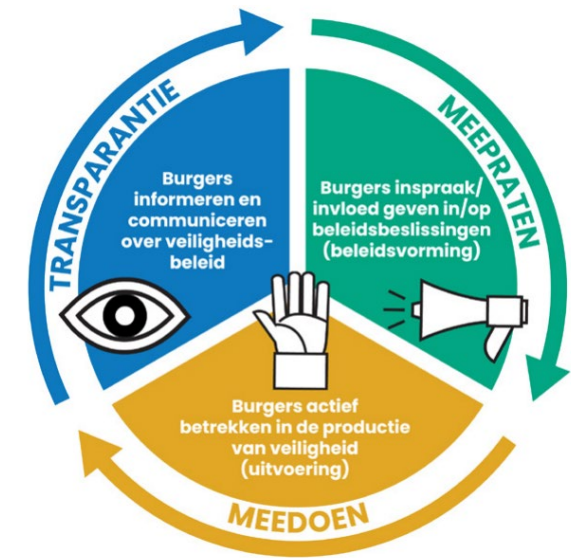 TRANSPARANTIE
Burgers
informeren en
communiceren
over veiligheids-
beleid
MEEPRATEN
Burgers inspraak/
invloed geven in/op
beleidsbeslissingen
(beleidsvorming)
Burgers actief
betrekken in de productie
van veiligheid
(uitvoering)
MEEDOEN